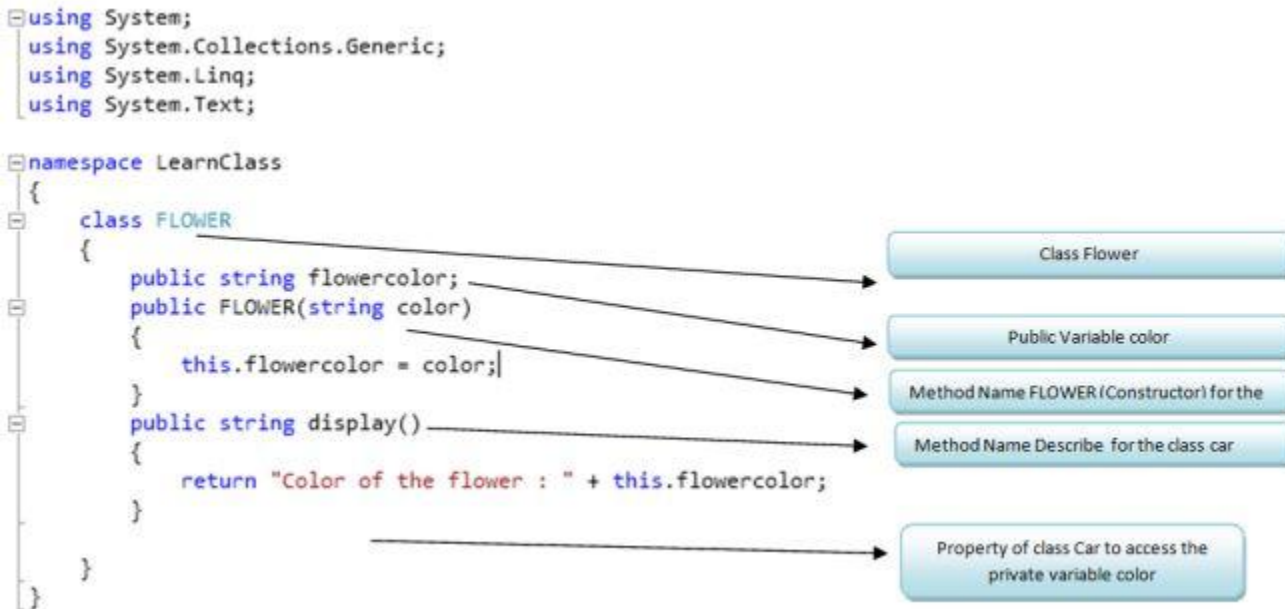 using System;
using System.Collections.Generic;
using System.Linq;
using System.Text;
namespace LearnClass
{
class FLOWER
{
public string flowercolor;
public FLOWER(string color)
{
this.flowercolor = color;
}
public string display()
{
return "Color of the flower : " + this.flowercolor;
}
}
}
Class Flower
Public Variable color
Method Name FLOWER (Constructor) for the
Method Name Describe for the class car
Property of class Car to access the
private variable color